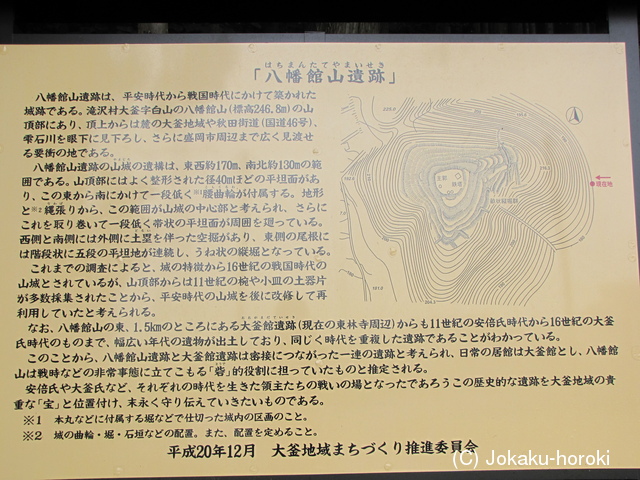 はちまんたてやまいせき
「八幡館山遺跡」
八幡館山遺跡は、平安時代から戦国時代にかけて築かれた
城跡である。滝沢村大釜字白山の八幡館山(標高246.8m)の山
頂部にあり、頂上からは麓の大釜地域や秋田街道(国道46号)、
雫石川を眼下に見下ろし、さらに盛岡市周辺まで広く見渡せ
る要衝の地である。
八幡館山遺跡の山城の遺構は、東西約170m、南北約130mの範
囲である。山頂部にはよく整形された径40mほどの平坦面があ
り、この東から南にかけて一段低く※1腰曲輪が付属する。地形
と※2縄張りから、この範囲が山城の中心部と考えられ、さらに
これを取り巻いて一段低く帯状の平坦面が周囲を廻っている。
西側と南側には外側に土塁を伴った空掘があり、東側の尾根に
は階段状に五段の平坦地が連続し、うね状の縦堀となっている。
これまでの調査によると、城の特徴から16世紀の戦国時代の
山城とされているが、山頂部からは11世紀の椀や小皿の土器片
が多数採集されたことから、平安時代の山城を後に改修して再
利用していたと考えられる。
なお、八幡館山の東、1.5kmのところにある大釜館遺跡(現在の東林寺周辺)からも11世紀の安倍氏時代から16世紀の大釜
氏時代のものまで、幅広い年代の遺物が出土しており、同じく時代を重複した遺跡であることがわかっている。
このことから、八幡館山遺跡と大釜館遺跡は密接につながった一連の遺跡と考えられ、日常の居館は大釜館とし、八幡館
山は戦時などの非常事態に立てこもる「砦」的役割に担っていたものと推定される。
安倍氏や大釜氏など、それぞれの時代を生きた領主たちの戦いの場となったであろうこの歴史的な遺跡を大釜地域の貴
重な「宝」と位置付け、末永く守り伝えていきたいものである。
※1 本丸などに付属する堀などで仕切った城内の区画のこと。
※2 城の曲輪・堀・石垣などの配置。また、配置を定めること。
平成20年12月 大釜地域まちづくり推進委員会
現在地
(C) Jokaku-horoki